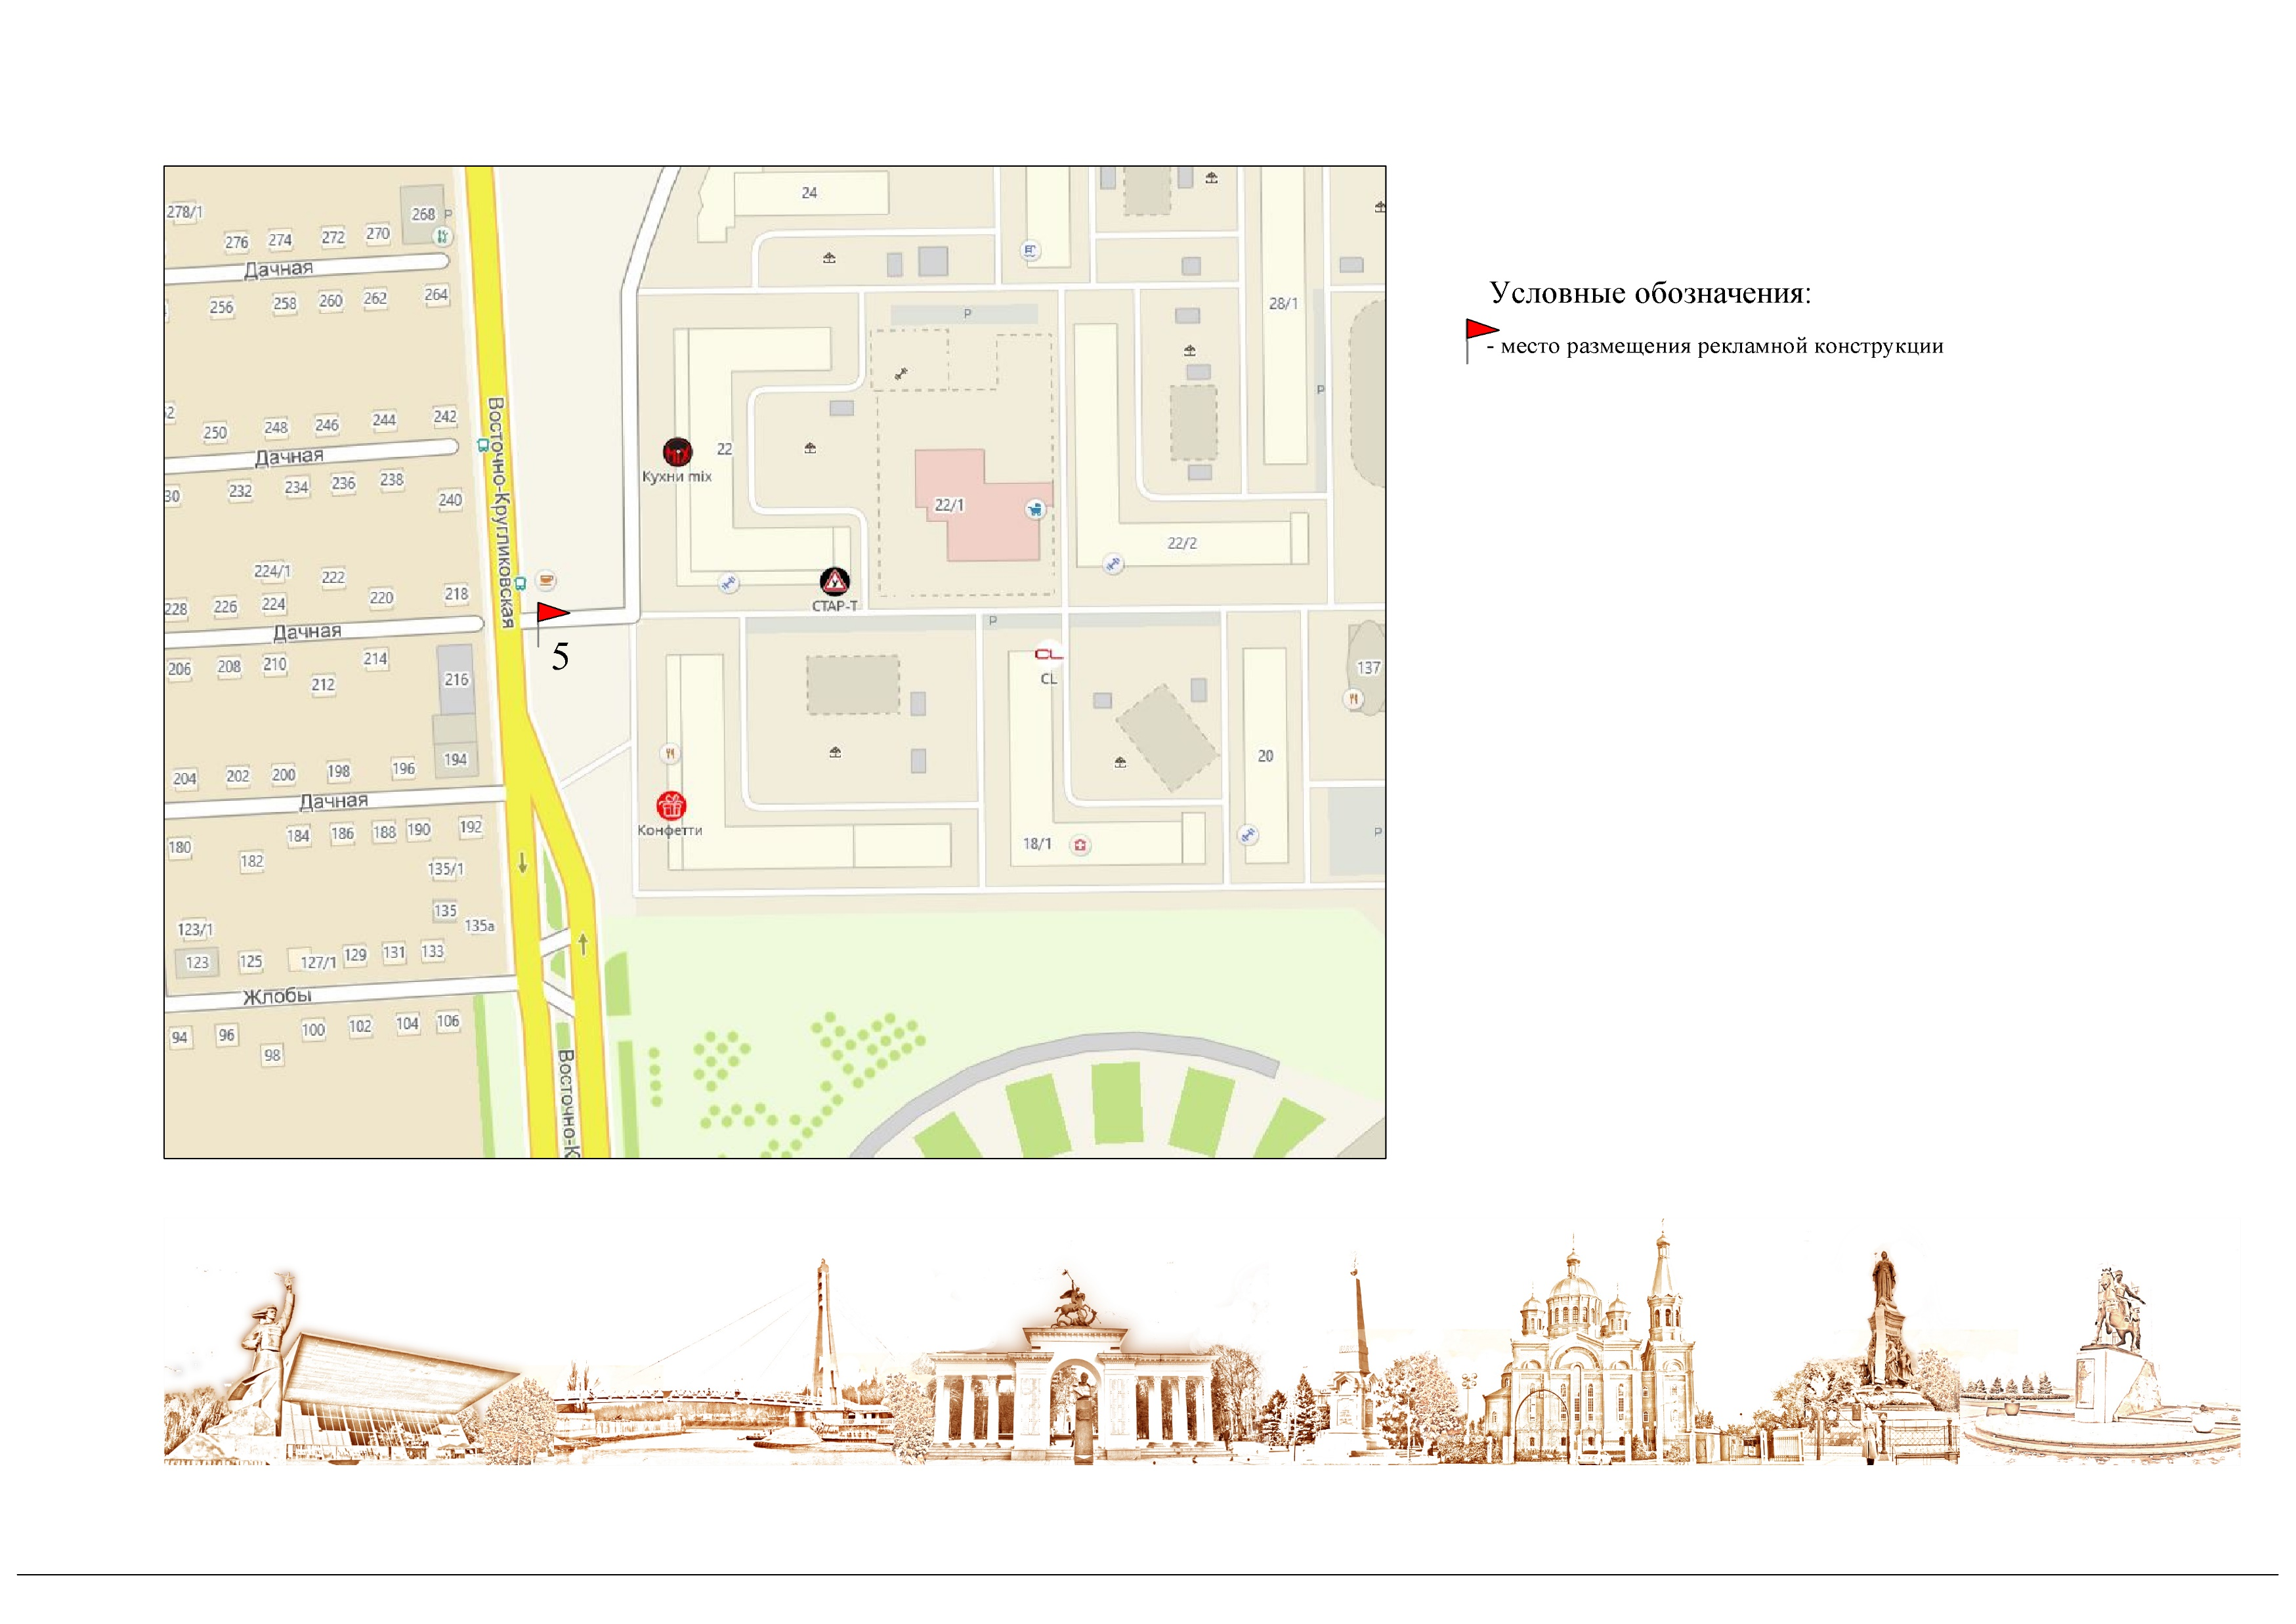 24
278/1
268 P
276 274 272 270
Дачная
256 258 260 262 264
28/1
P
Условные обозначения:
- место размещения рекламной конструкции
P
250 248 246 244 242
22
Восточно-Кругликовская
Дачная
Кухни mix
232 234 236 238
240
22/1
22/2
224/1 222
228 226 224 220 218
СТАР-Т
P
Дачная
5
206 208 210 214
212 216
CL
CL
137
194
20
204 202 200 198 196
Дачная
Конфетти
184 186 188 190 192
180 182
18/1
P
135/1
135
135а
123/1
123 125 127/1 129 131 133
Жлобы
94 96 98 100 102 104 106
Восточно-К